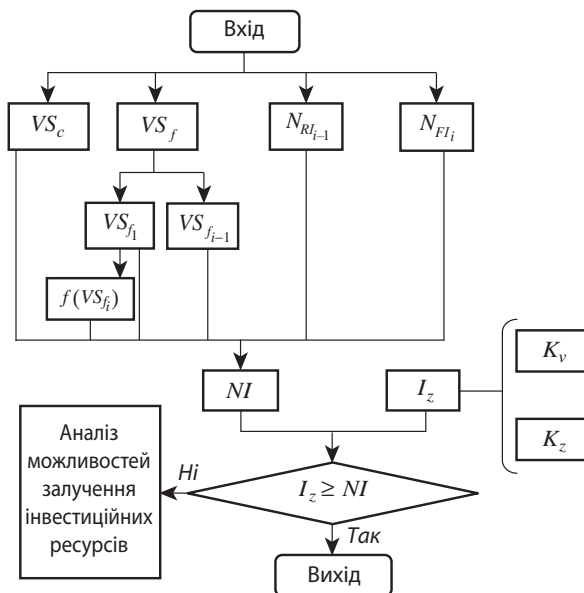 Вхід
VS_c
VS_f
N_{RI_{i-1}}
N_{FI_i}
VS_{f_1}
VS_{f_{i-1}}
f(VS_{f_i})
NI
I_z
K_v
K_z
Аналіз
можливостей
залучення
інвестиційних
ресурсів
Ні
I_z ≥ NI
Так
Вихід